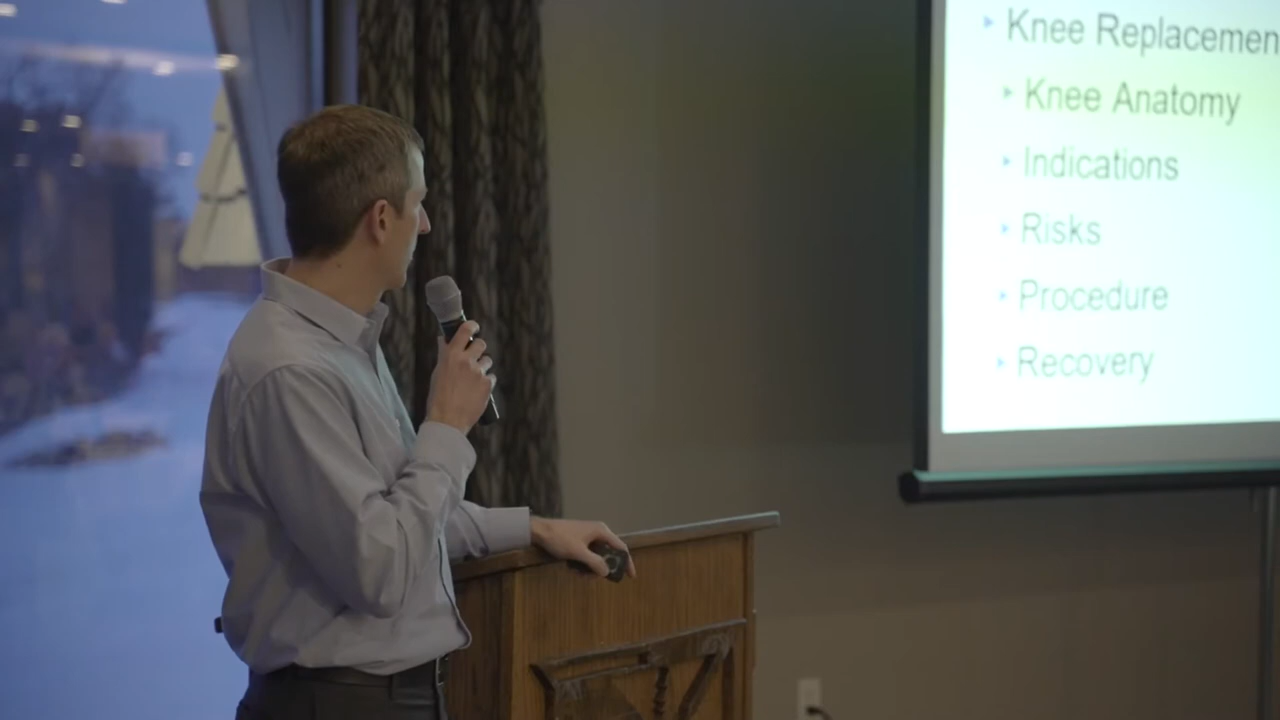 Knee Replacemen
Knee Anatomy
Indications
Risks
Procedure
Recovery